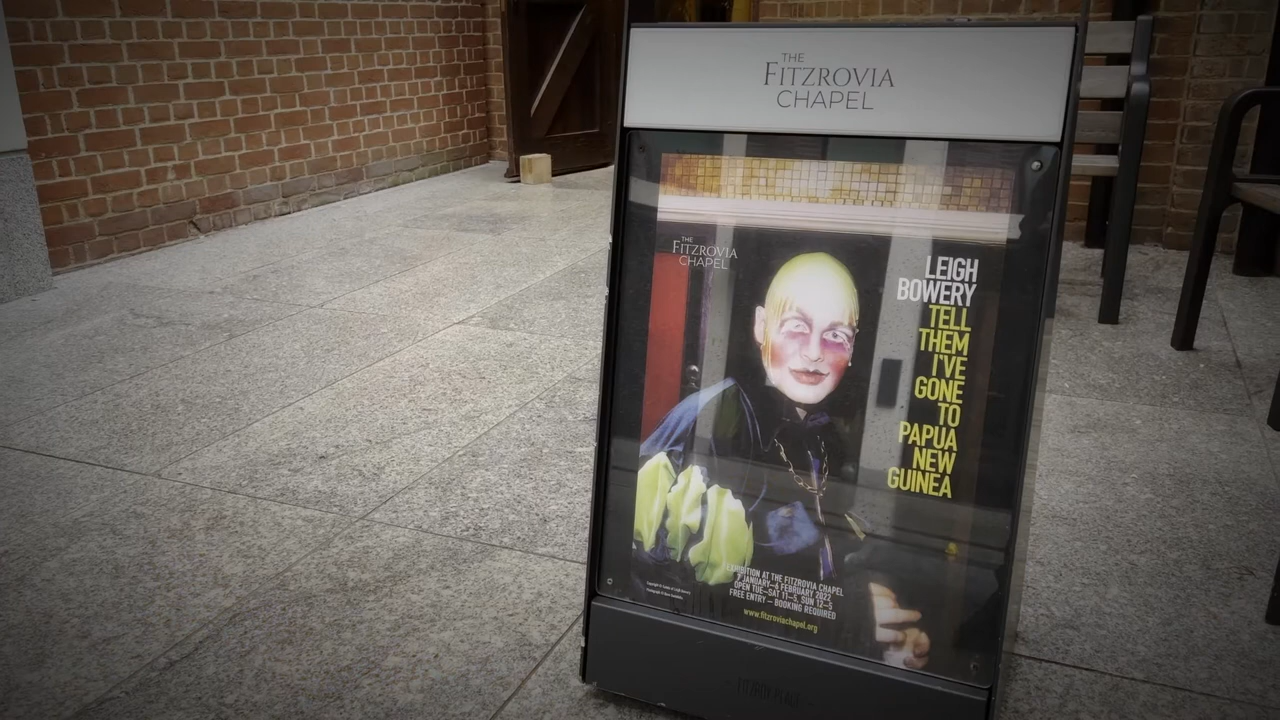 THE
FITZROVIA
CHAPEL
THE
FITZROVIA
CHAPEL
LEIGH
BOWERY
TELL
THEM
I'VE
GONE
TO
PAPUA
NEW
GUINEA
EXHIBITION AT THE FITZROVIA CHAPEL
7 JANUARY–6 FEBRUARY 2022
OPEN TUE–SAT 11–5, SUN 12–5
FREE ENTRY – BOOKING REQUIRED
www.fitzroviachapel.org